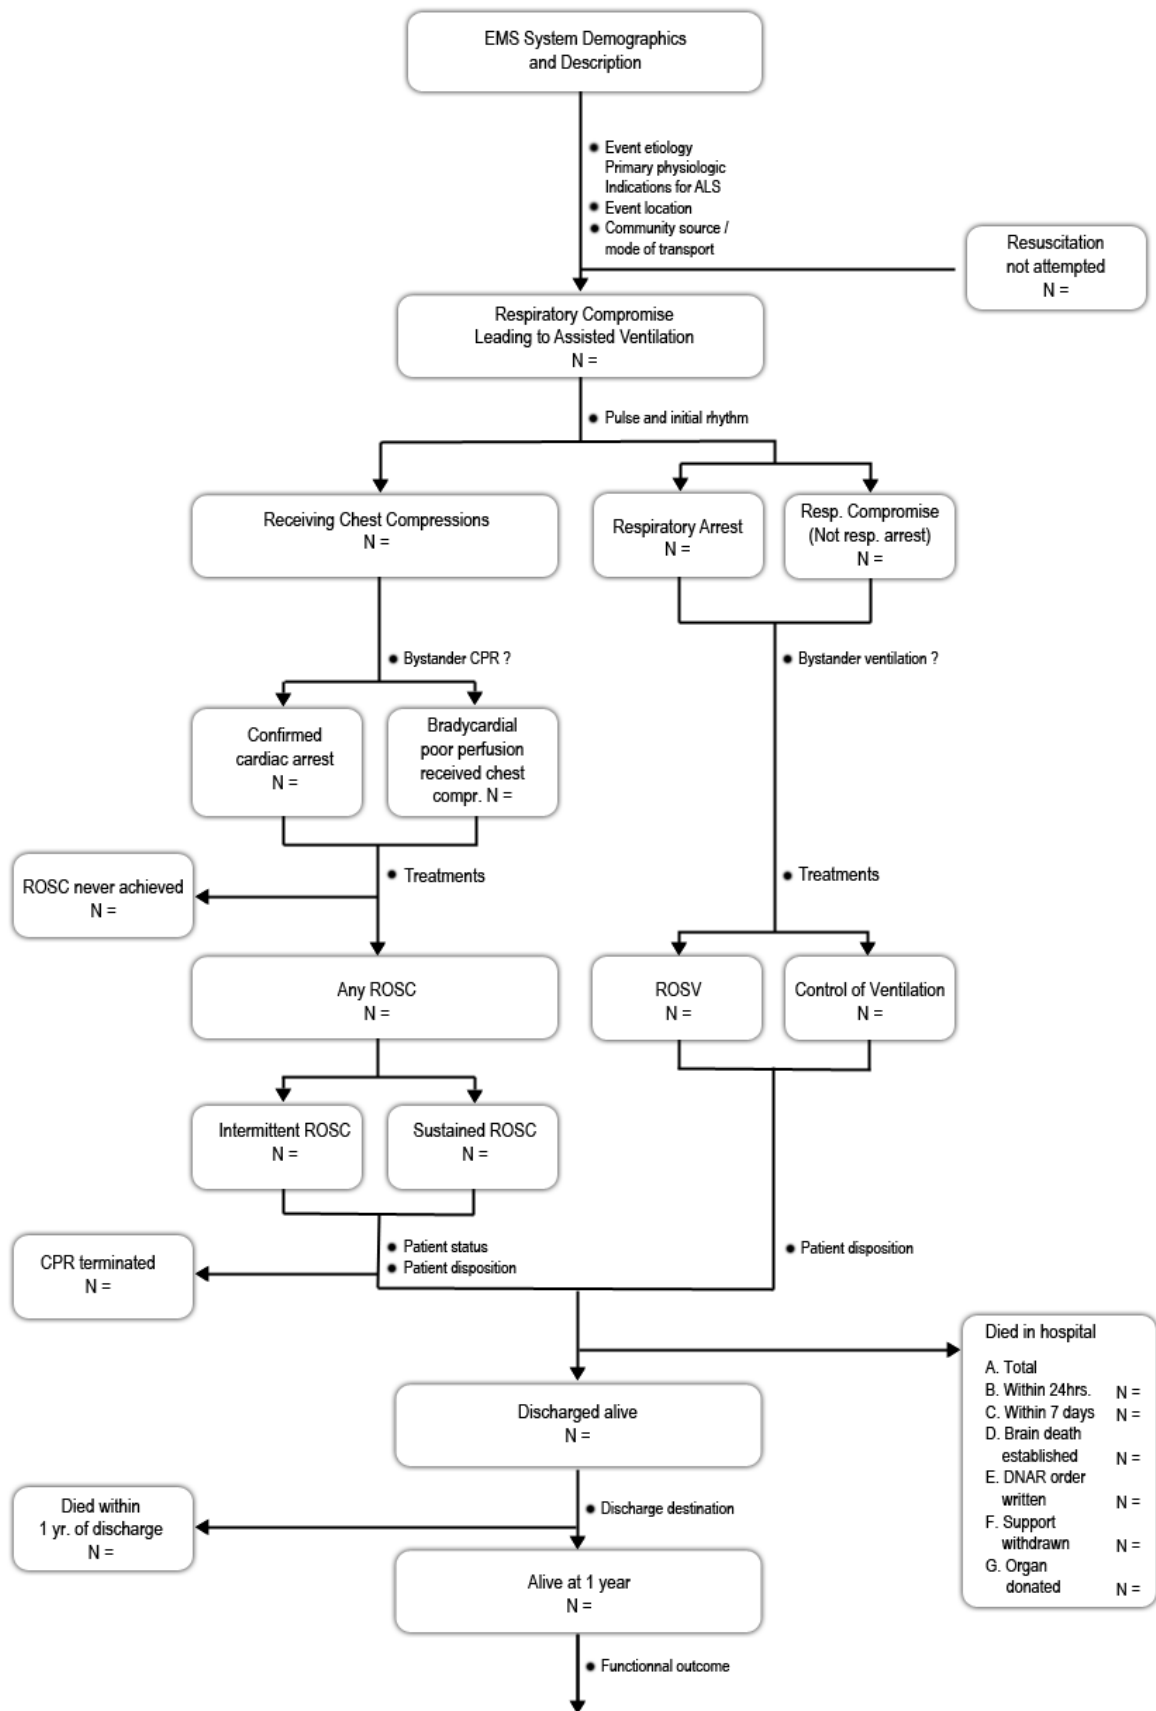 EMS System Demographics
and Description
● Event etiology
Primary physiologic
Indications for ALS
● Event location
● Community source /
mode of transport
Resuscitation
not attempted
N =
Respiratory Compromise
Leading to Assisted Ventilation
N =
● Pulse and initial rhythm
Receiving Chest Compressions
N =
Respiratory Arrest
N =
Resp. Compromise
(Not resp. arrest)
N =
● Bystander CPR ?
● Bystander ventilation ?
Confirmed
cardiac arrest
N =
Bradycardial
poor perfusion
received chest
compr. N =
ROSC never achieved
N =
● Treatments
● Treatments
Any ROSC
N =
ROSV
N =
Control of Ventilation
N =
Intermittent ROSC
N =
Sustained ROSC
N =
CPR terminated
N =
● Patient status
● Patient disposition
● Patient disposition
Died in hospital
A. Total
B. Within 24hrs. N =
C. Within 7 days N =
D. Brain death
established N =
E. DNAR order
written N =
F. Support
withdrawn N =
G. Organ
donated N =
Discharged alive
N =
● Discharge destination
Died within
1 yr. of discharge
N =
Alive at 1 year
N =
● Functionnal outcome